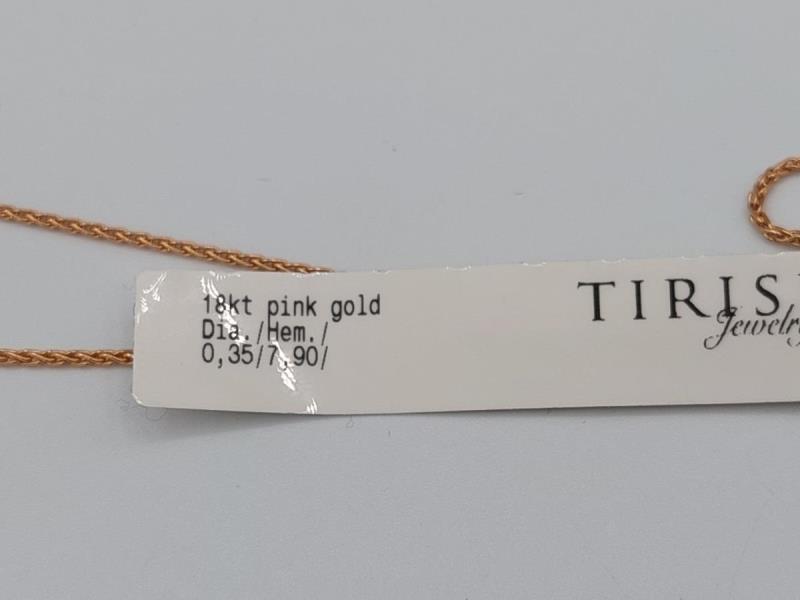 18kt pink gold
Dia./Hem./
0,35/7,90/
TIRIS
Jewelry